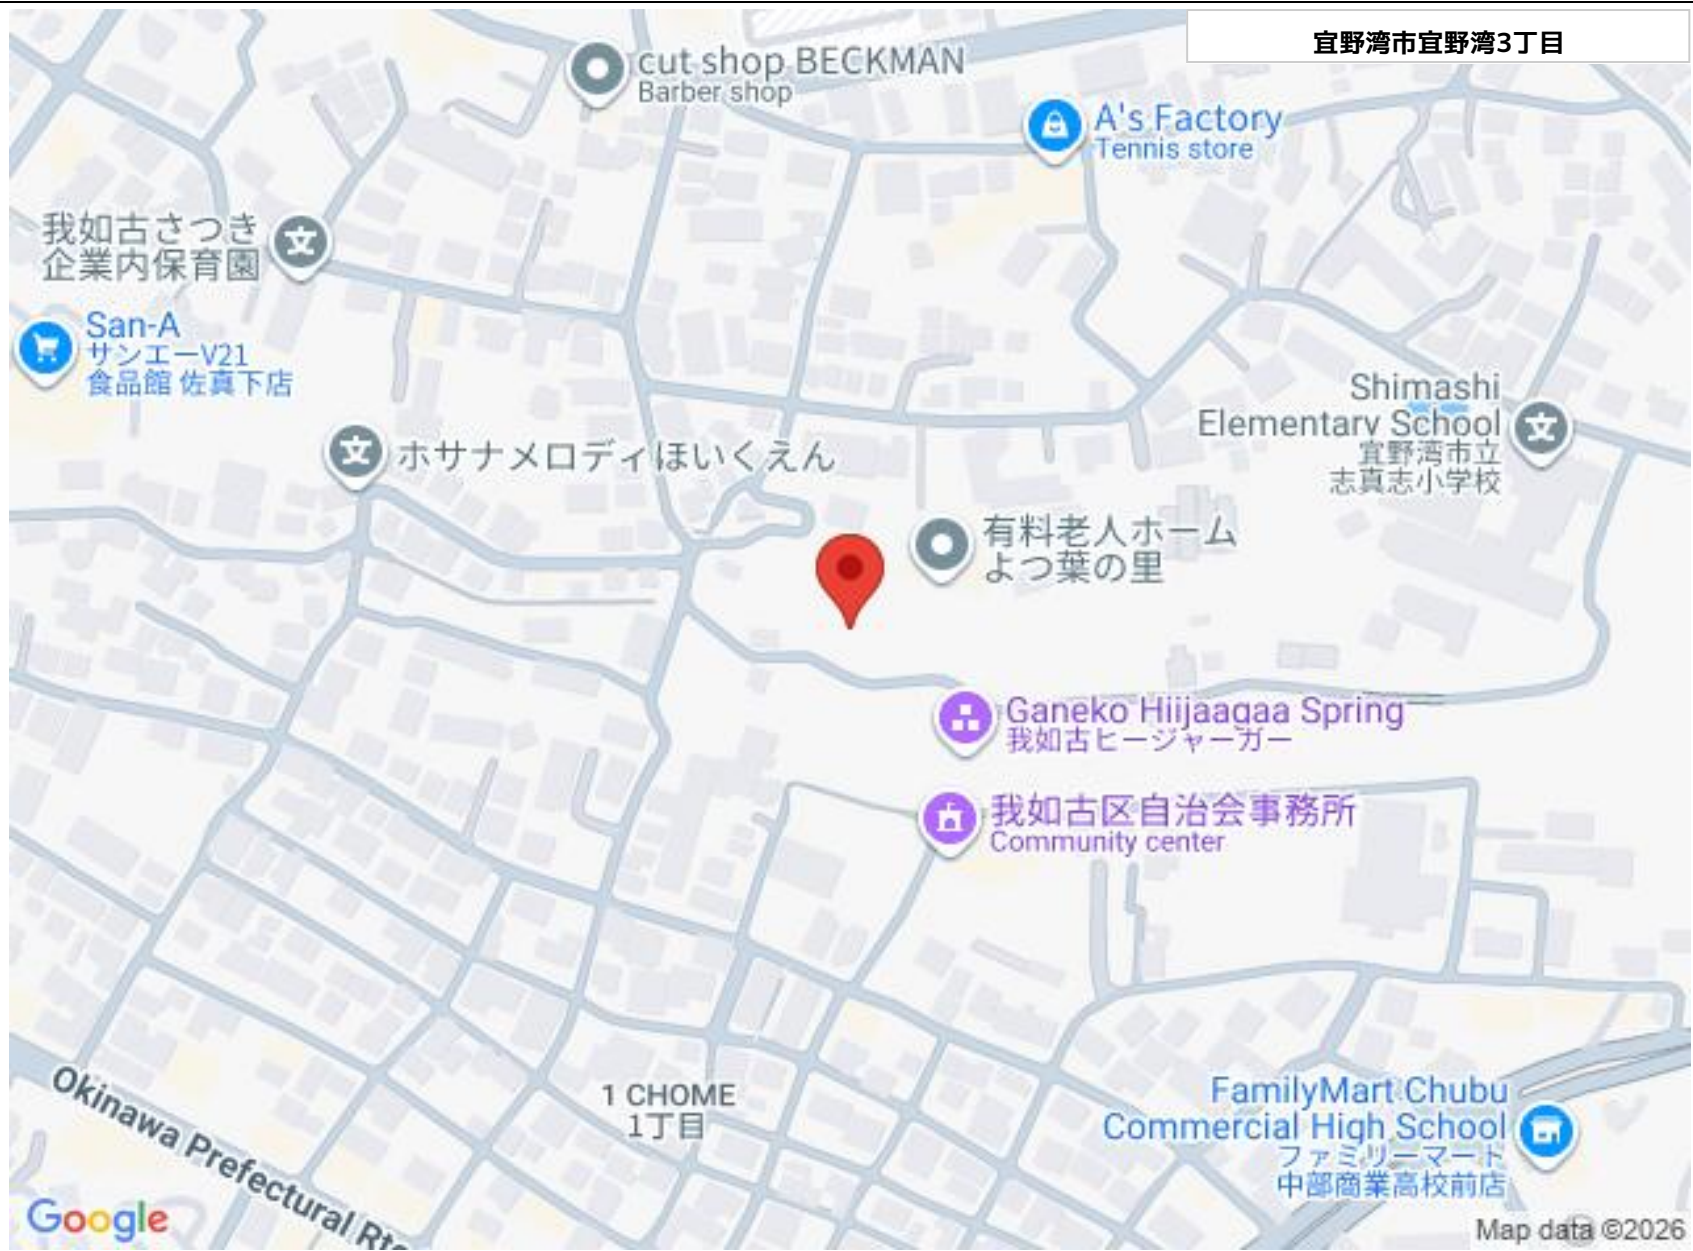 宜野湾市宜野湾3丁目
cut shop BECKMAN
Barber shop
A's Factory
Tennis store
我如古さつき
企業内保育園
San-A
サンエーV21
食品館 佐真下店
Shimashi
Elementary School
宜野湾市立
志真志小学校
ホサナメロディほいくえん
有料老人ホーム
よつ葉の里
Ganeko Hiijaagaa Spring
我如古ヒージャーガー
我如古区自治会事務所
Community center
1 CHOME
1丁目
FamilyMart Chubu
Commercial High School
ファミリーマート
中部商業高校前店
Okinawa Prefectural Rte
Google
Map data ©2026